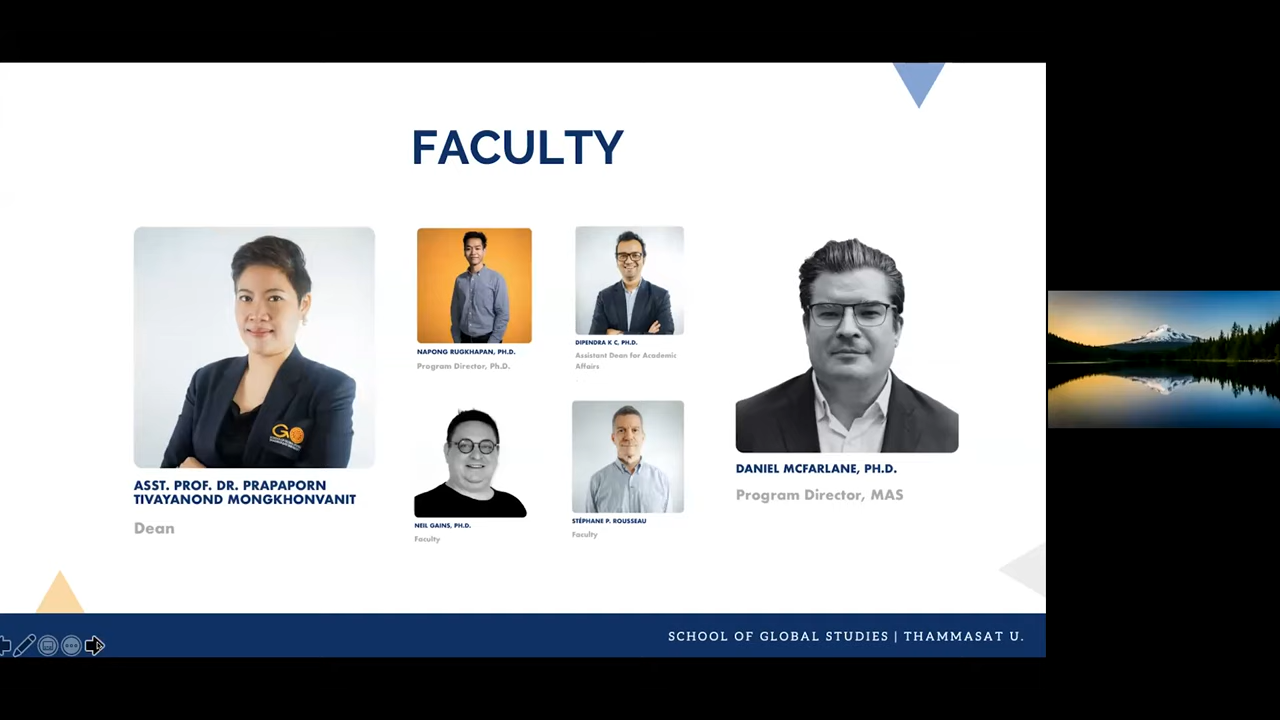 FACULTY
ASST. PROF. DR. PRAPAPORN
TIVAYANOND MONGKHONVANIT
Dean
NAPONG RUGKHAPAN, PH.D.
Program Director, Ph.D.
DIPENDRA K C, PH.D.
Assistant Dean for Academic
Affairs
NEIL GAINS, PH.D.
Faculty
STÉPHANE P. ROUSSEAU
Faculty
DANIEL MCFARLANE, PH.D.
Program Director, MAS
SCHOOL OF GLOBAL STUDIES | THAMMASAT U.